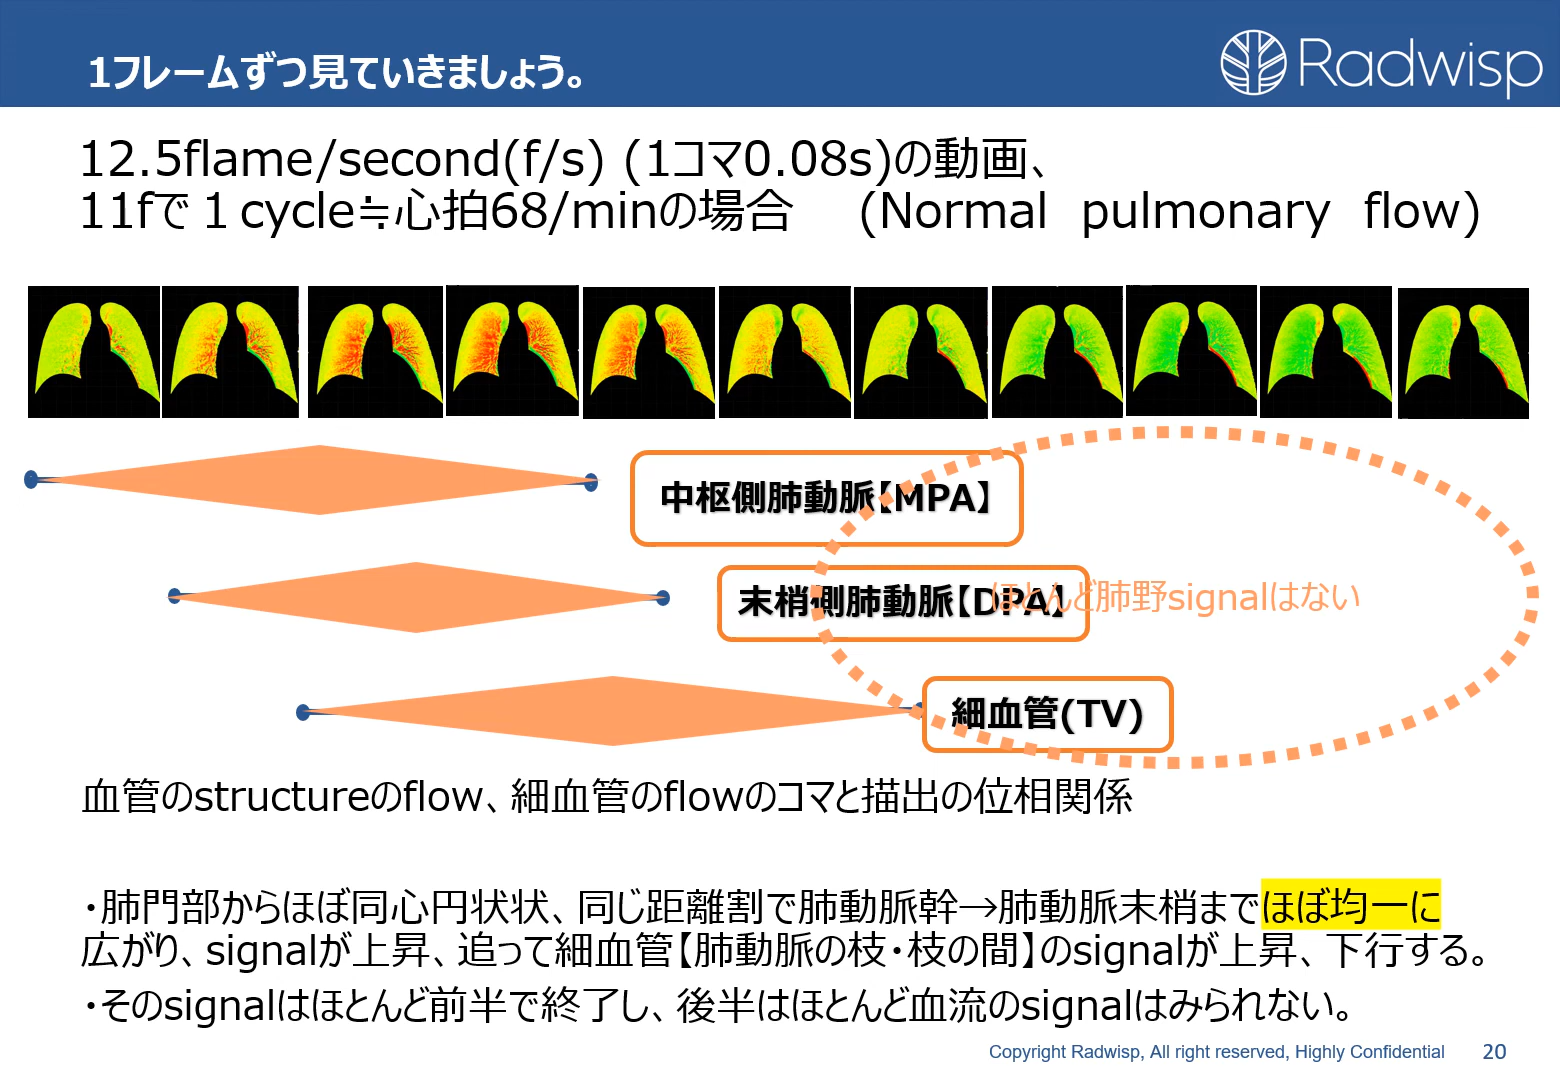 1フレームずつ見ていきましょう。
Radwisp
12.5flame/second(f/s) (1コマ0.08s)の動画、
11fで１cycle≒心拍68/minの場合　(Normal pulmonary flow)
中枢側肺動脈【MPA】
末梢側肺動脈【DPA】
ほとんど肺野signalはない
細血管(TV)
血管のstructureのflow、細血管のflowのコマと描出の位相関係
・肺門部からほぼ同心円状状、同じ距離割で肺動脈幹→肺動脈末梢までほぼ均一に
広がり、signalが上昇、追って細血管【肺動脈の枝・枝の間】のsignalが上昇、下行する。
・そのsignalはほとんど前半で終了し、後半はほとんど血流のsignalはみられない。
Copyright Radwisp, All right reserved, Highly Confidential 20